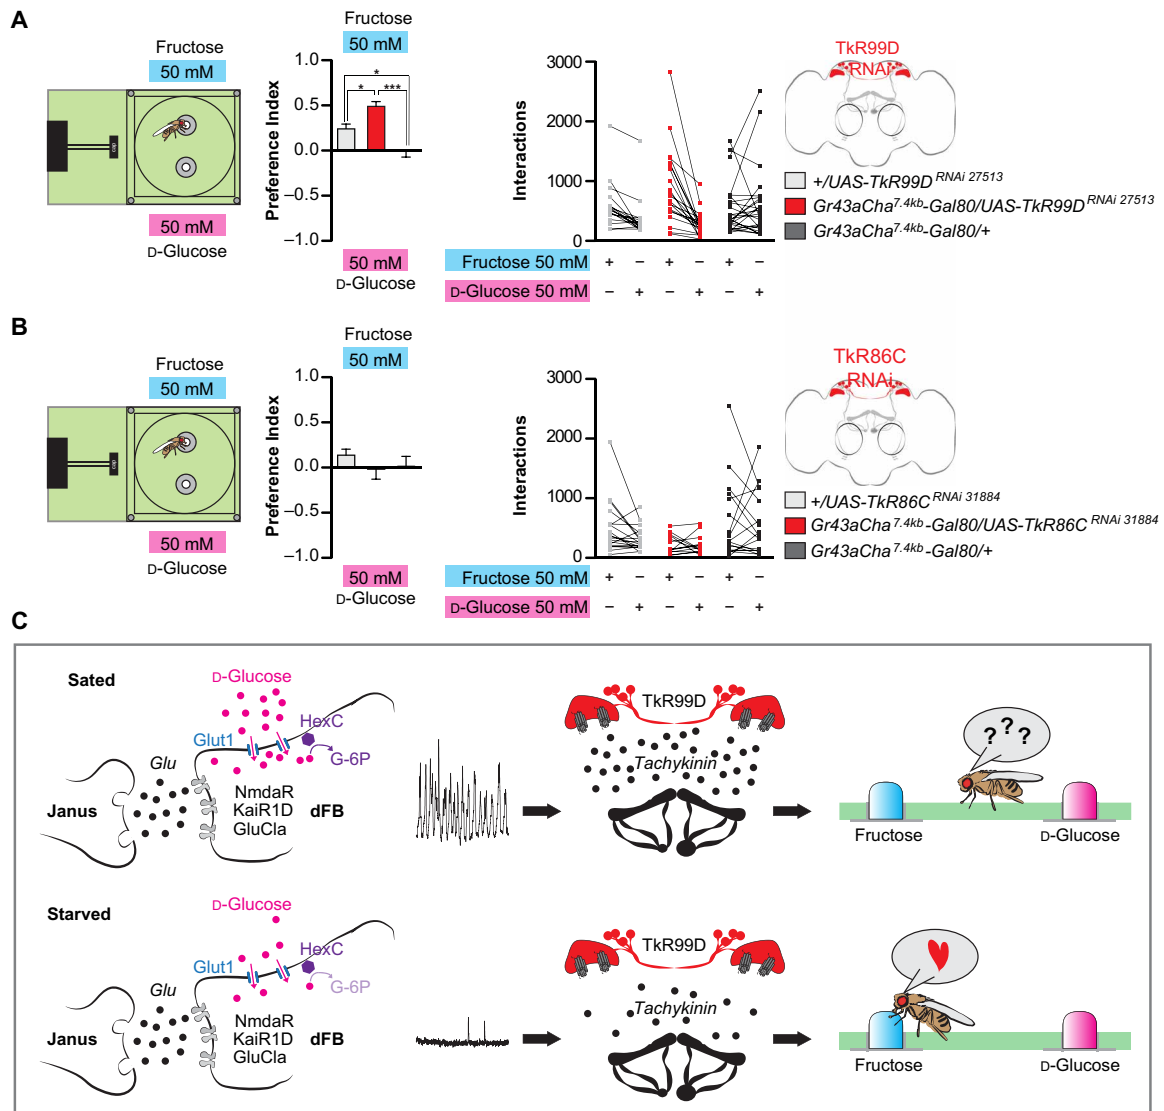 A
Fructose
50 mM
cap
50 mM
D-Glucose
Fructose
50 mM
Preference Index
1.0
0.5
0.0
–0.5
–1.0
*
*
***
50 mM
D-Glucose
Interactions
3000
2000
1000
0
Fructose 50 mM
+ – + – + –
D-Glucose 50 mM
– + – + – +
TkR99D
RNAi
+/UAS-TkR99D RNAi 27513
Gr43aCha7.4kb-Gal80/UAS-TkR99D RNAi 27513
Gr43aCha7.4kb-Gal80/+
B
Fructose
50 mM
cap
50 mM
D-Glucose
Fructose
50 mM
Preference Index
1.0
0.5
0.0
–0.5
–1.0
50 mM
D-Glucose
Interactions
3000
2000
1000
0
Fructose 50 mM
+ – + – + –
D-Glucose 50 mM
– + – + – +
TkR86C
RNAi
+/UAS-TkR86C RNAi 31884
Gr43aCha7.4kb-Gal80/UAS-TkR86C RNAi 31884
Gr43aCha7.4kb-Gal80/+
C
Sated
D-Glucose
HexC
Glut1
G-6P
Glu
Janus
NmdaR
KaiR1D
GluCla
dFB
TkR99D
Tachykinin
? ? ?
Fructose
D-Glucose
Starved
D-Glucose
HexC
Glut1
G-6P
Glu
Janus
NmdaR
KaiR1D
GluCla
dFB
TkR99D
Tachykinin
Fructose
D-Glucose